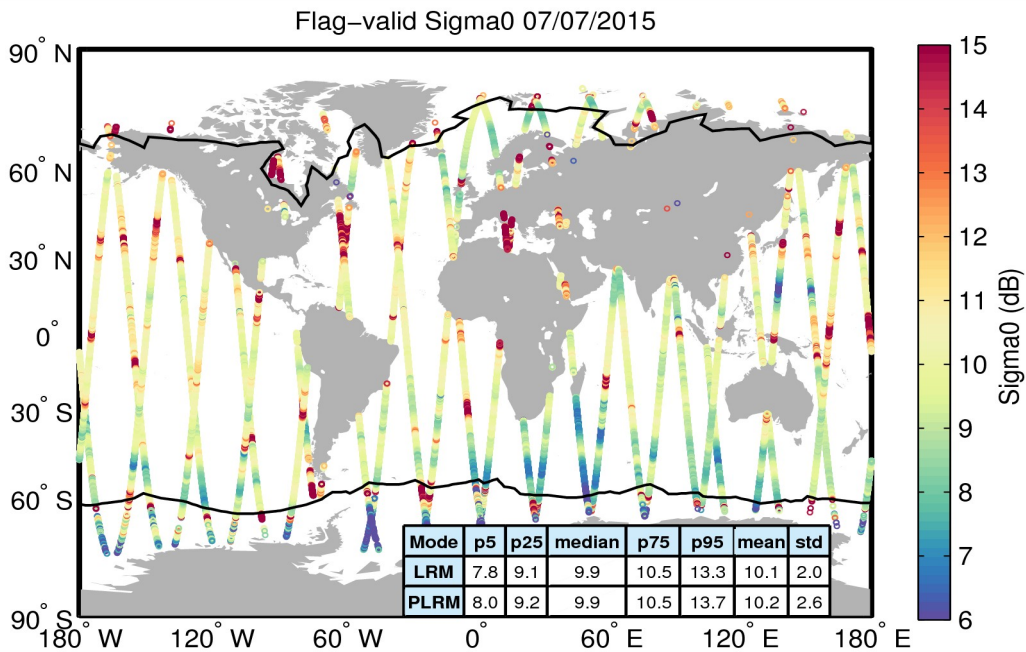 Flag−valid Sigma0 07/07/2015
90° N
60° N
30° N
0°
30° S
60° S
90° S
180° W
120° W
60° W
0°
60° E
120° E
180° E
Mode p5 p25 median p75 p95 mean std
LRM 7.8 9.1 9.9 10.5 13.3 10.1 2.0
PLRM 8.0 9.2 9.9 10.5 13.7 10.2 2.6
15
14
13
12
11
10
9
8
7
6
Sigma0 (dB)